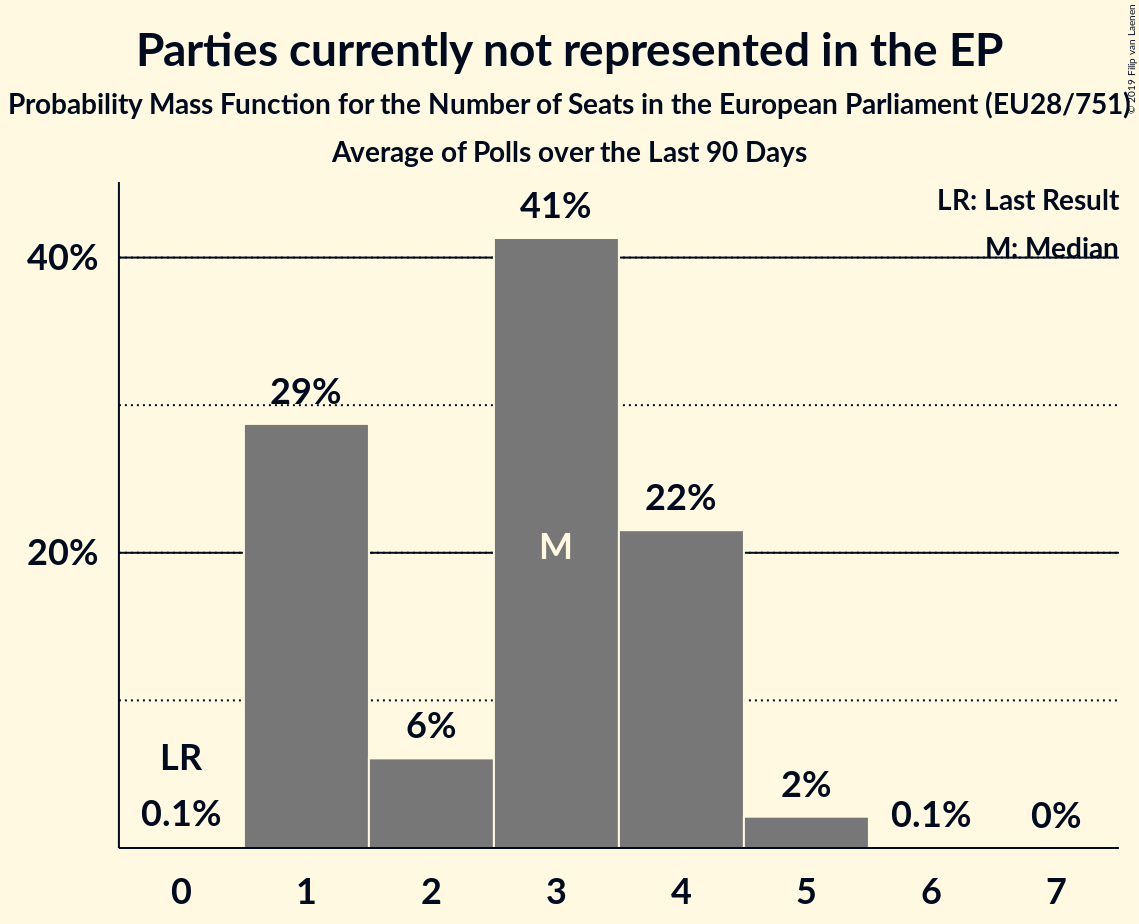 Parties currently not represented in the EP
Probability Mass Function for the Number of Seats in the European Parliament (EU28/751)
Average of Polls over the Last 90 Days
© 2019 Filip van Laenen
LR: Last Result
M: Median
40%
20%
41%
29%
22%
M
6%
LR
0.1%
2%
0.1%
0%
0 1 2 3 4 5 6 7